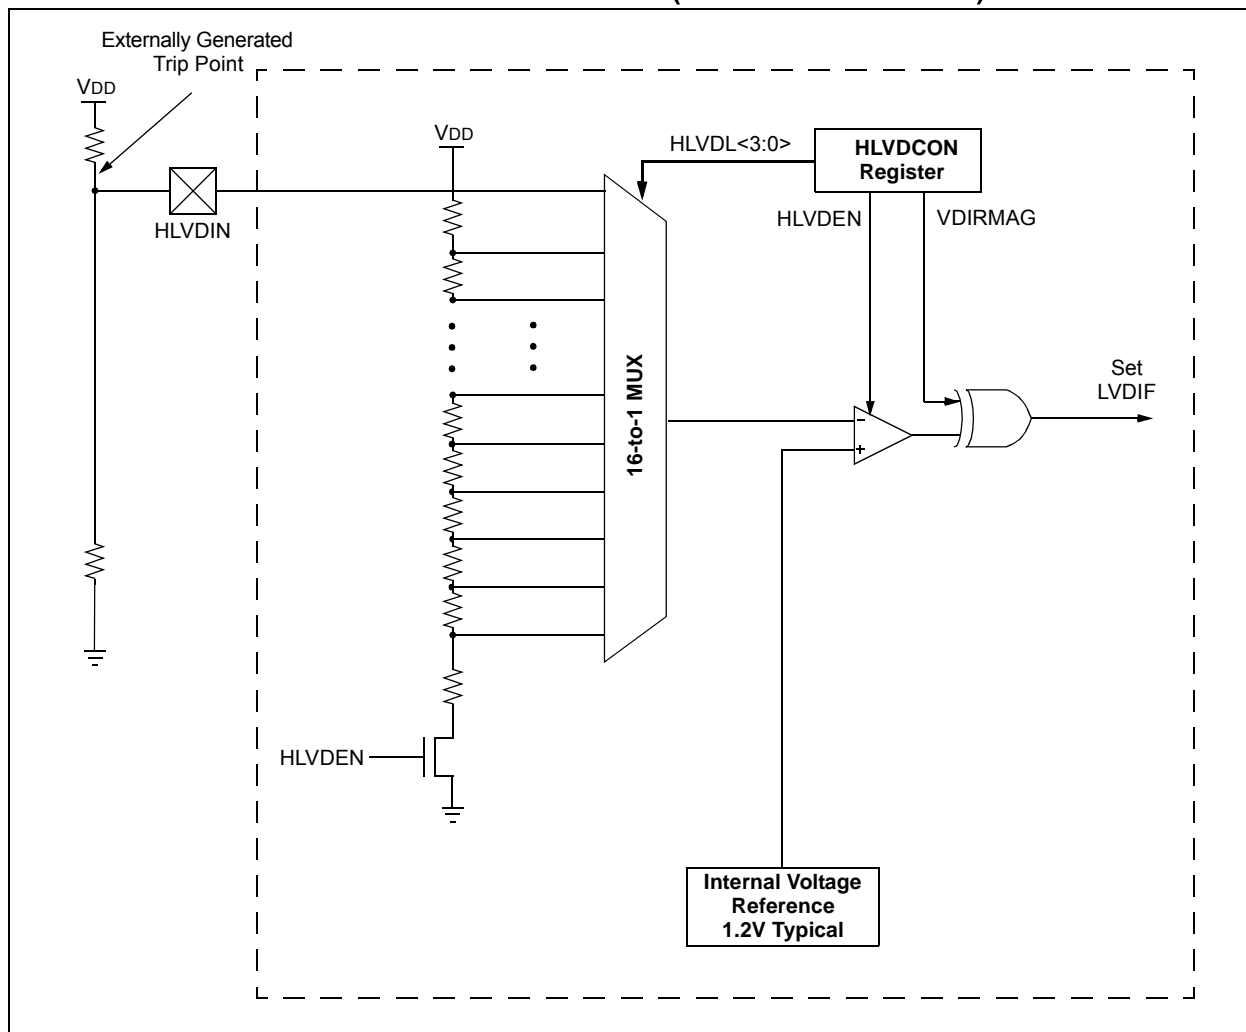 Externally Generated
Trip Point
VDD
VDD
HLVDL<3:0>
HLVDCON
Register
HLVDIN
HLVDEN
VDIRMAG
16-to-1 MUX
Set
LVDIF
–
+
HLVDEN
Internal Voltage
Reference
1.2V Typical